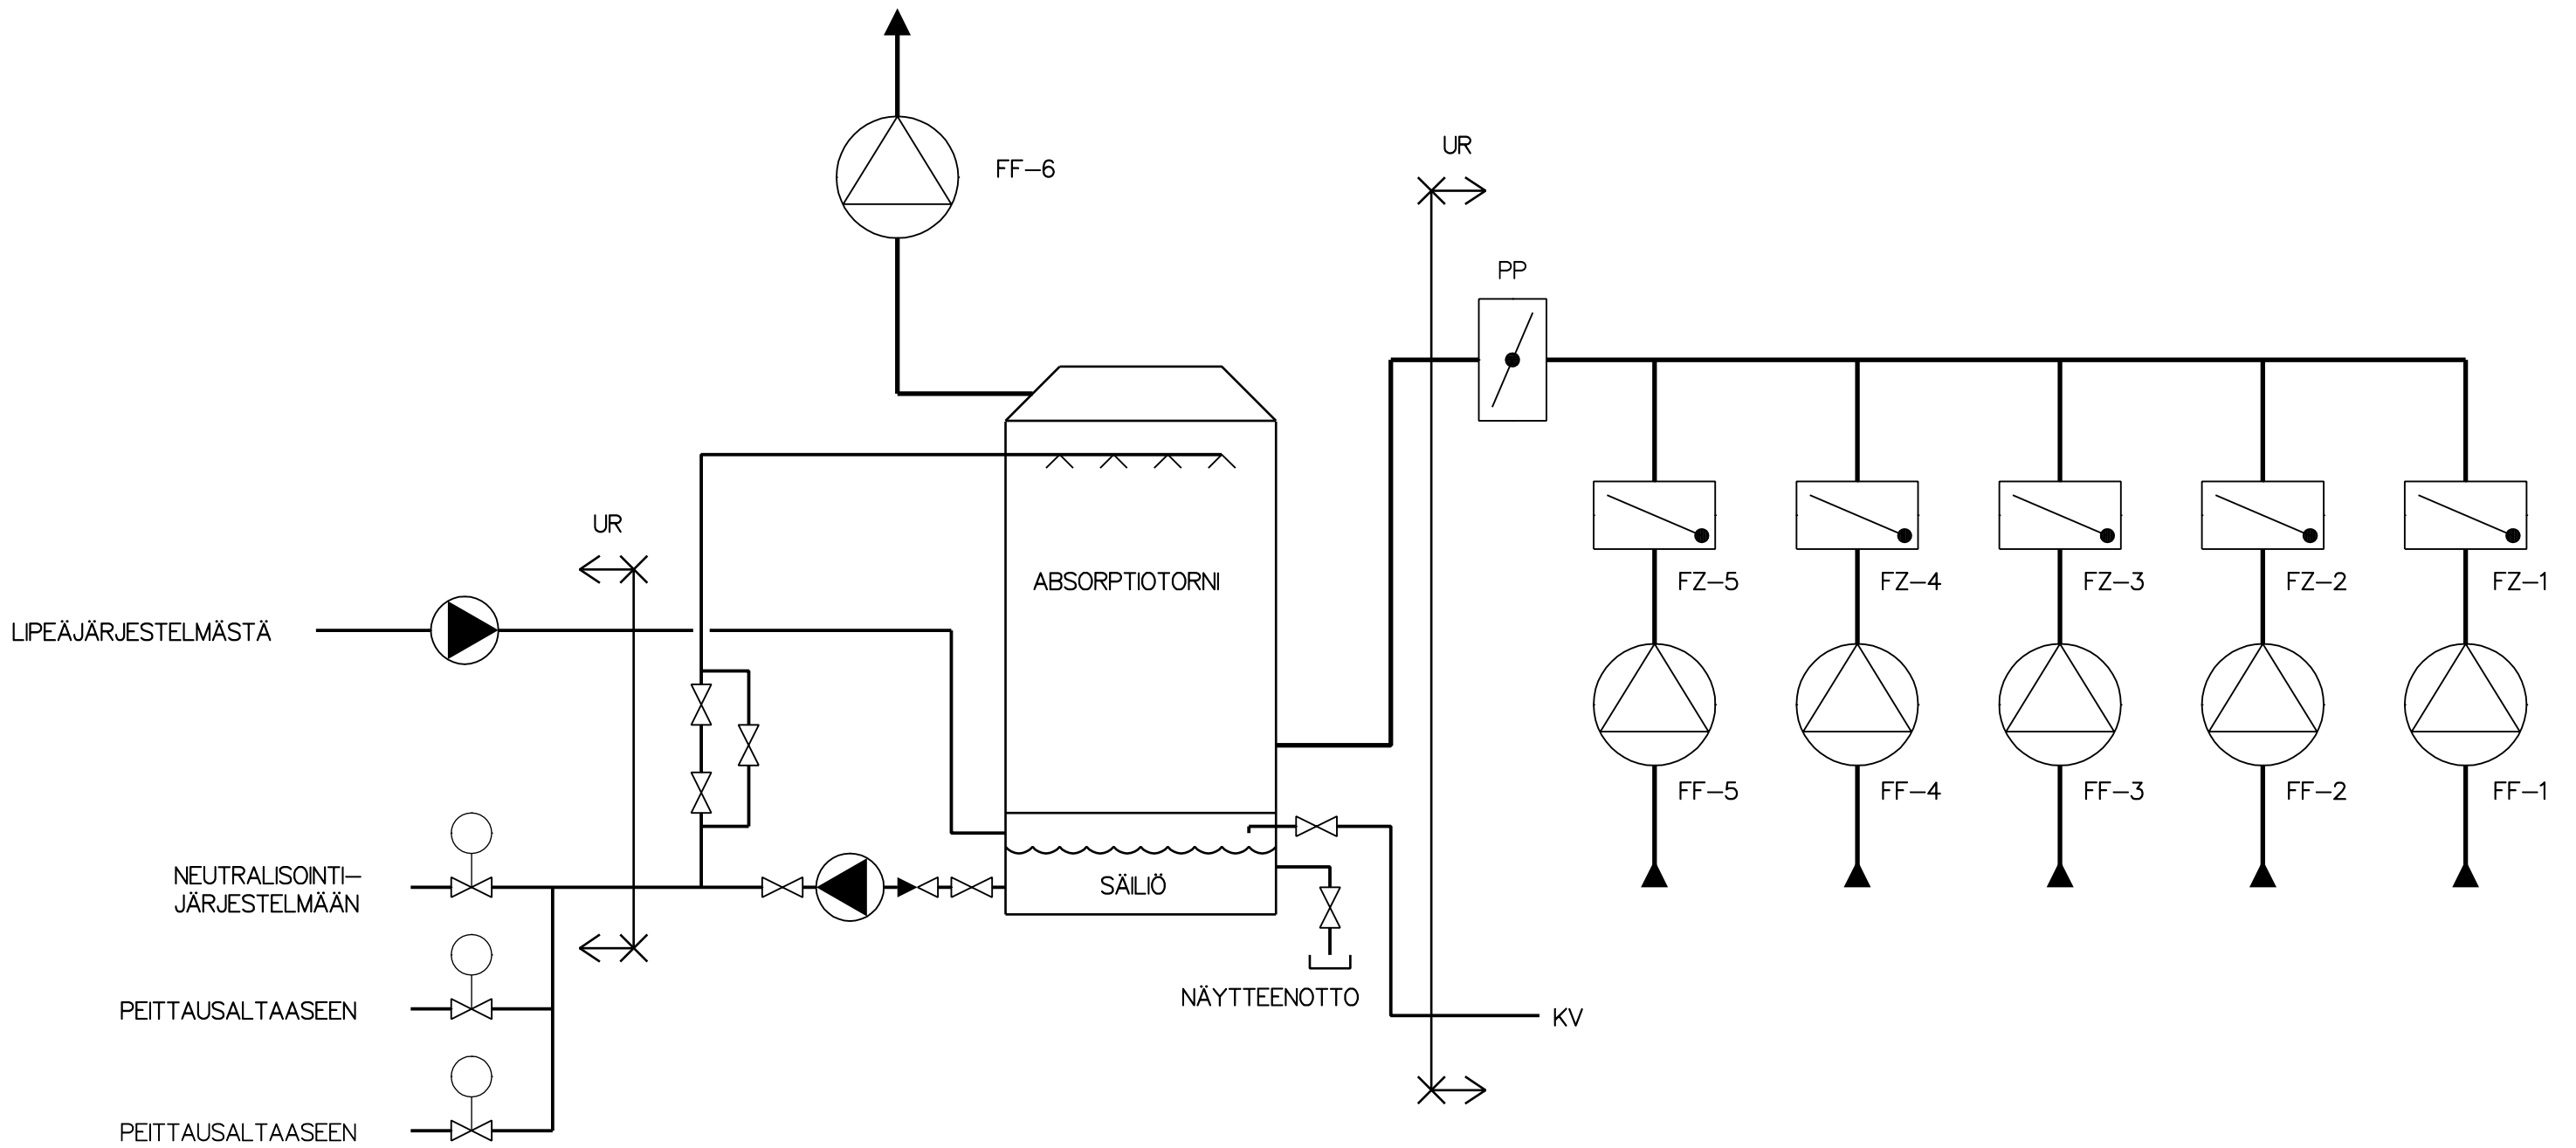 FF-6
UR
PP
UR
ABSORPTIOTORNI
FZ-5
FZ-4
FZ-3
FZ-2
FZ-1
LIPEÄJÄRJESTELMÄSTÄ
FF-5
FF-4
FF-3
FF-2
FF-1
NEUTRALISOINTI-
JÄRJESTELMÄÄN
SÄILIÖ
NÄYTTEENOTTO
PEITTAUSALTAASEEN
KV
PEITTAUSALTAASEEN